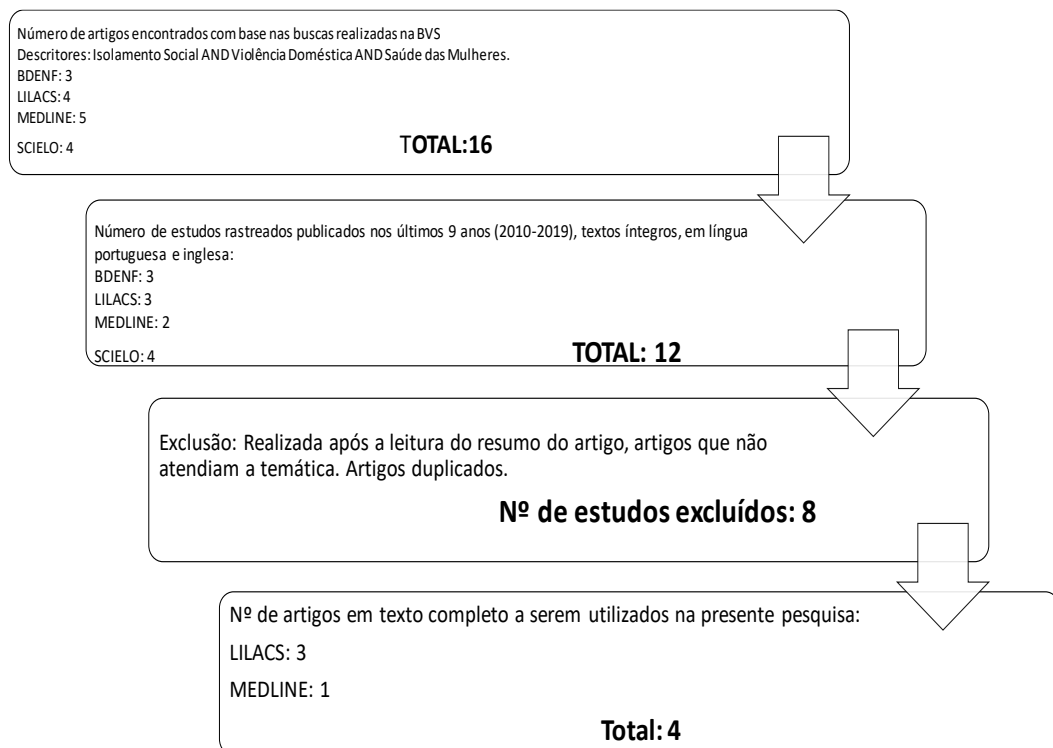 Número de artigos encontrados com base nas buscas realizadas na BVS
Descritores: Isolamento Social AND Violência Doméstica AND Saúde das Mulheres.
BDENF: 3
LILACS: 4
MEDLINE: 5
SCIELO: 4 TOTAL:16
Número de estudos rastreados publicados nos últimos 9 anos (2010-2019), textos íntegros, em língua
portuguesa e inglesa:
BDENF: 3
LILACS: 3
MEDLINE: 2
SCIELO: 4 TOTAL: 12
Exclusão: Realizada após a leitura do resumo do artigo, artigos que não
atendiam a temática. Artigos duplicados.
Nº de estudos excluídos: 8
Nº de artigos em texto completo a serem utilizados na presente pesquisa:
LILACS: 3
MEDLINE: 1
Total: 4